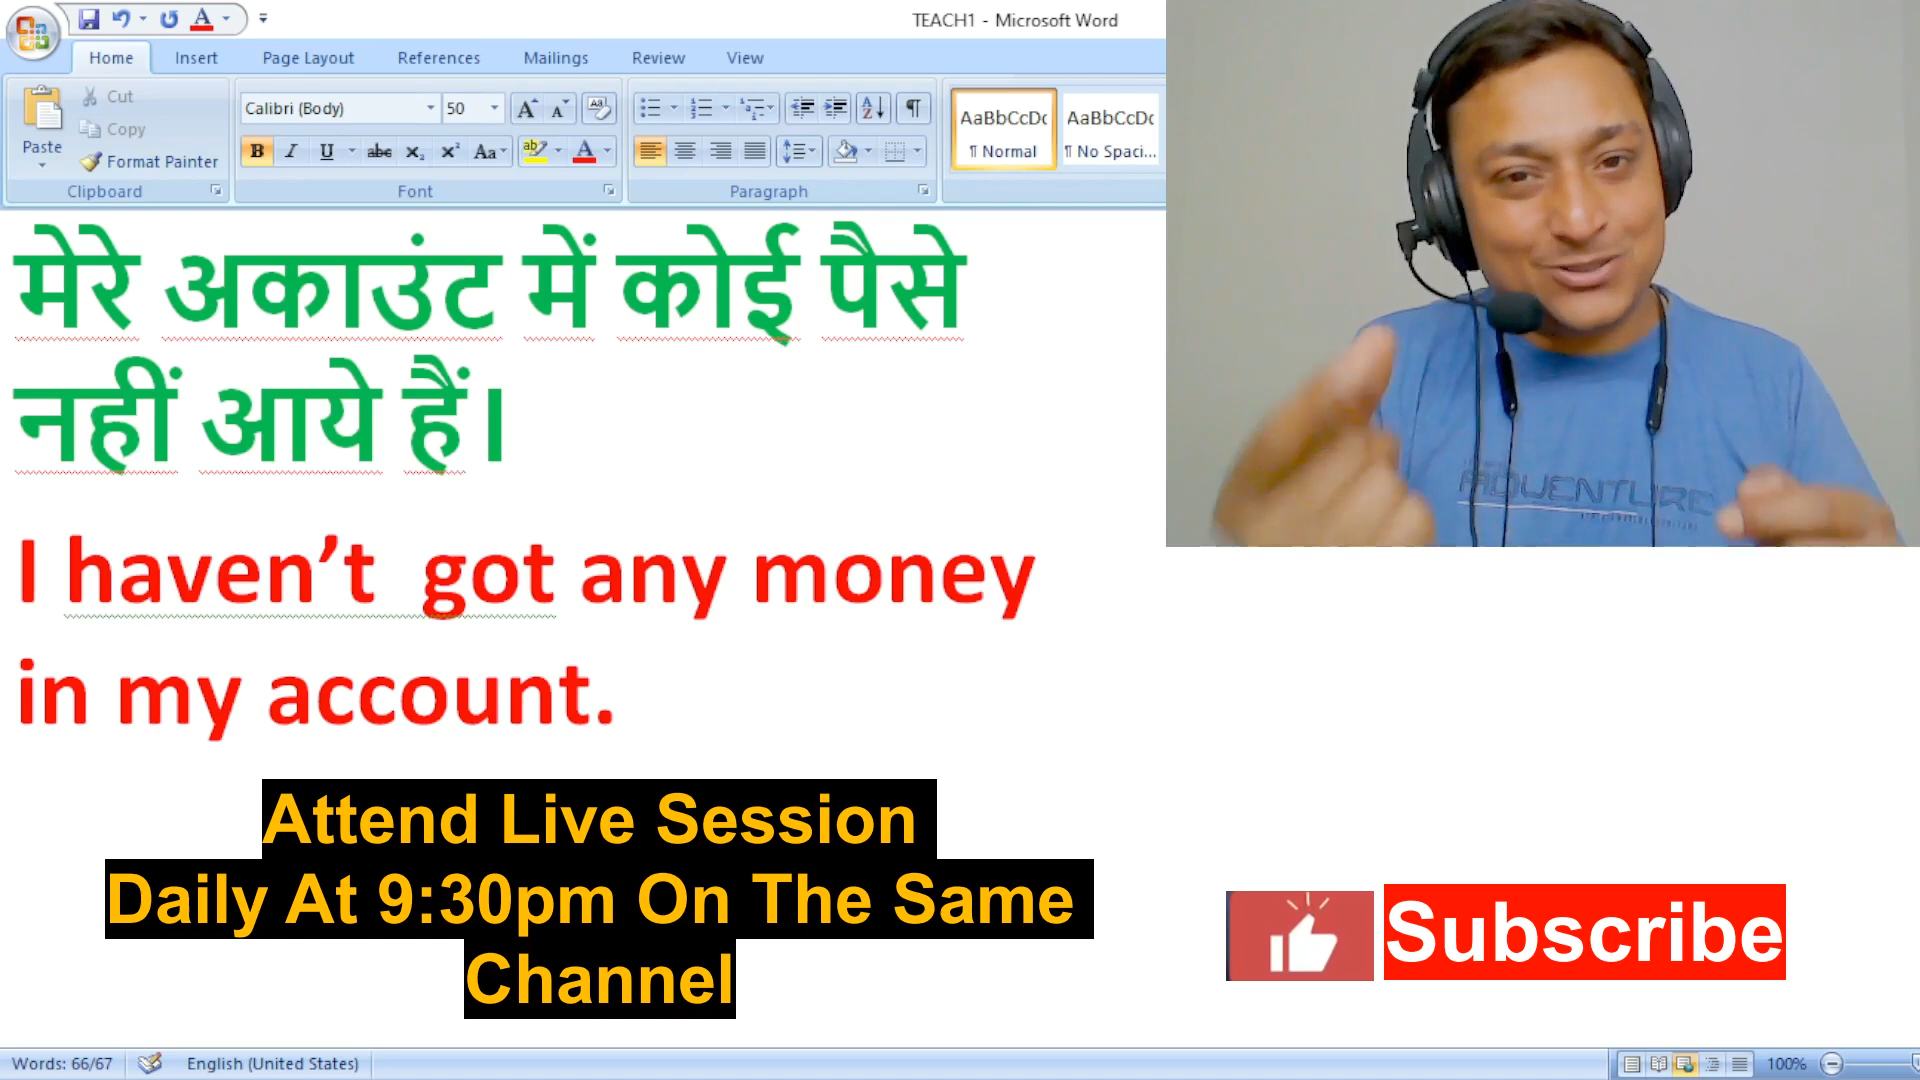 TEACH1 - Microsoft Word
Home Insert Page Layout References Mailings Review View
Paste
Cut
Copy
Format Painter
Clipboard
Calibri (Body) 50
Font
Paragraph
AaBbCcDc AaBbCcDc
¶ Normal ¶ No Spaci...
मेरे अकाउंट में कोई पैसे
नहीं आये हैं।
I haven’t got any money
in my account.
ADVENTURE
Attend Live Session
Daily At 9:30pm On The Same
Channel
Subscribe
Words: 66/67 English (United States) 100%